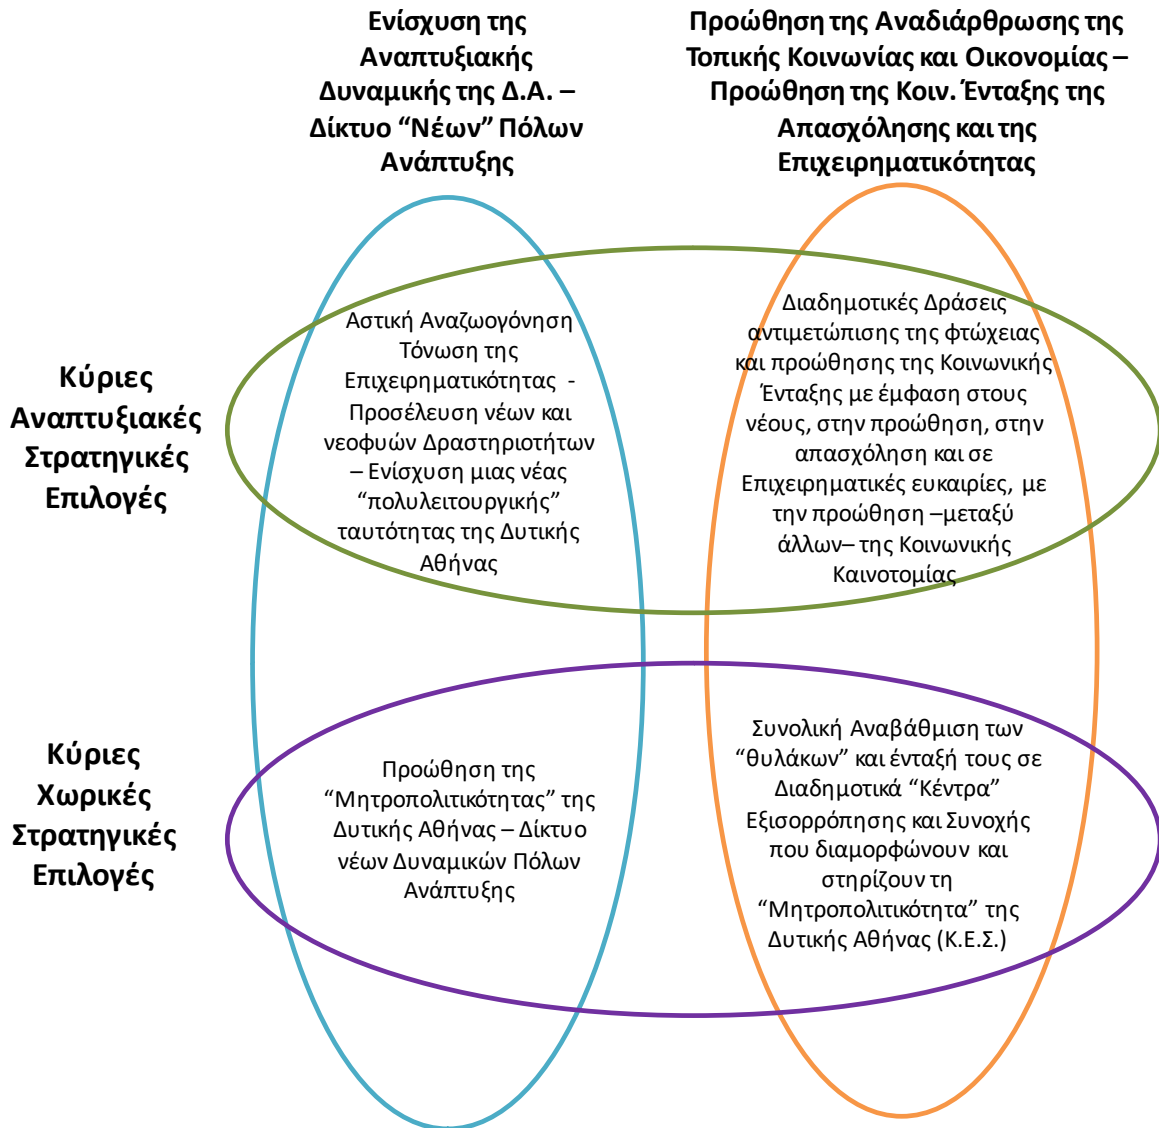 Ενίσχυση της
Αναπτυξιακής
Δυναμικής της Δ.Α. –
Δίκτυο “Νέων” Πόλων
Ανάπτυξης
Προώθηση της Αναδιάρθρωσης της
Τοπικής Κοινωνίας και Οικονομίας –
Προώθηση της Κοιν. Ένταξης της
Απασχόλησης και της
Επιχειρηματικότητας
Κύριες
Αναπτυξιακές
Στρατηγικές
Επιλογές
Αστική Αναζωογόνηση
Τόνωση της
Επιχειρηματικότητας -
Προσέλευση νέων και
νεοφυών Δραστηριοτήτων
– Ενίσχυση μιας νέας
“πολυλειτουργικής”
ταυτότητας της Δυτικής
Αθήνας
Διαδημοτικές Δράσεις
αντιμετώπισης της φτώχειας
και προώθησης της Κοινωνικής
Ένταξης με έμφαση στους
νέους, στην προώθηση, στην
απασχόληση και σε
Επιχειρηματικές ευκαιρίες, με
την προώθηση –μεταξύ
άλλων– της Κοινωνικής
Καινοτομίας
Κύριες
Χωρικές
Στρατηγικές
Επιλογές
Προώθηση της
“Μητροπολιτικότητας” της
Δυτικής Αθήνας – Δίκτυο
νέων Δυναμικών Πόλων
Ανάπτυξης
Συνολική Αναβάθμιση των
“θυλάκων” και ένταξή τους σε
Διαδημοτικά “Κέντρα”
Εξισορρόπησης και Συνοχής
που διαμορφώνουν και
στηρίζουν τη
“Μητροπολιτικότητα” της
Δυτικής Αθήνας (Κ.Ε.Σ.)